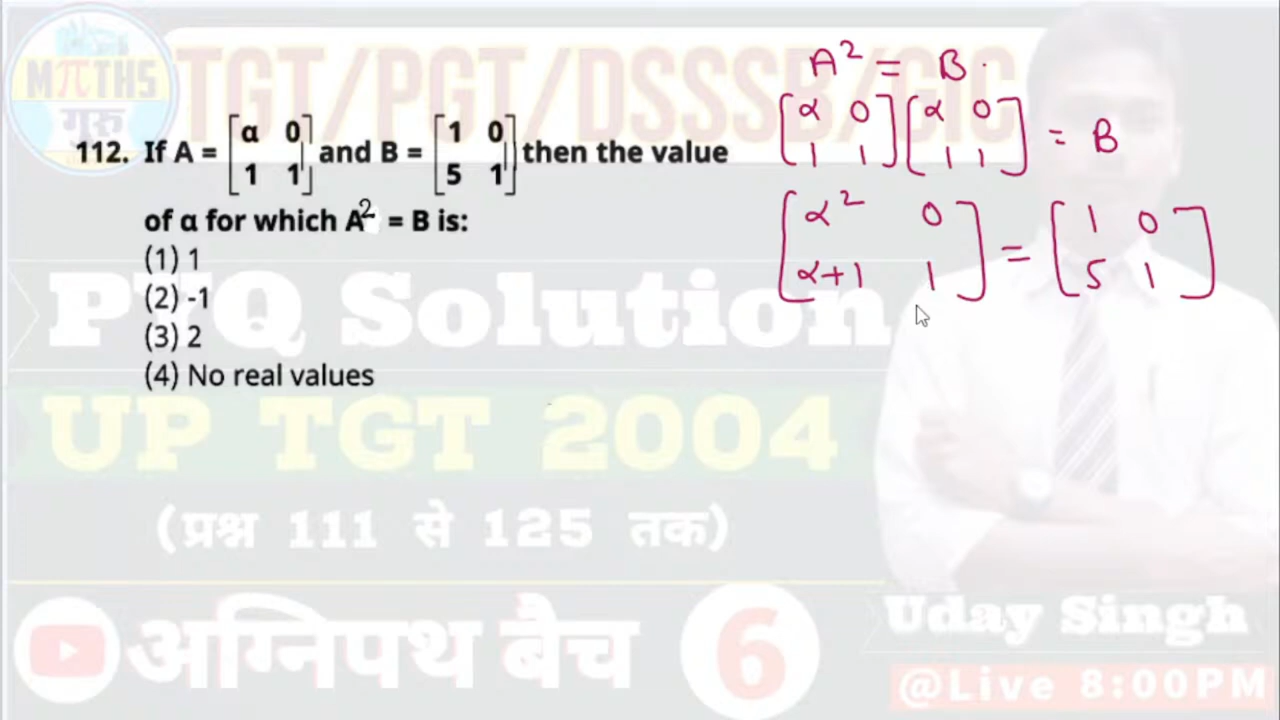 MπTHS
गुरु
TGT/PGT/DSSSB/GIC
112. If A = [α 0] and B = [1 0] then the value
[1 1] [5 1]
of α for which A² = B is:
(1) 1
(2) -1
(3) 2
(4) No real values
A² = B.
[α 0] [α 0] = B
[1 1] [1 1]
[α² 0] = [1 0]
[α+1 1] [5 1]
PYQ Solution
UP TGT 2004
(प्रश्न 111 से 125 तक)
अग्निपथ बैच 6
Uday Singh
@Live 8:00PM